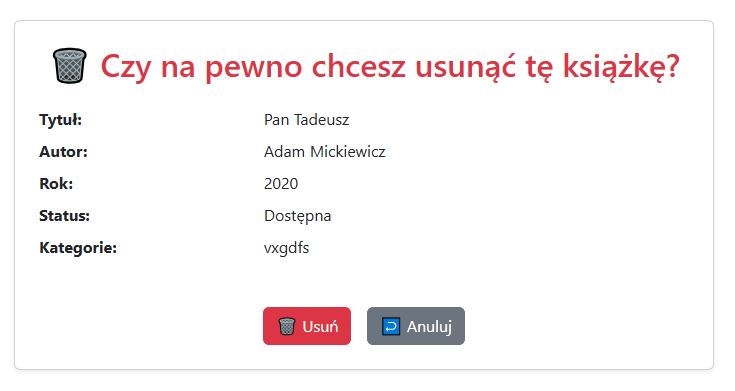 Czy na pewno chcesz usunąć tę książkę?
Tytuł: Pan Tadeusz
Autor: Adam Mickiewicz
Rok: 2020
Status: Dostępna
Kategorie: vxgdfs
Usuń Anuluj